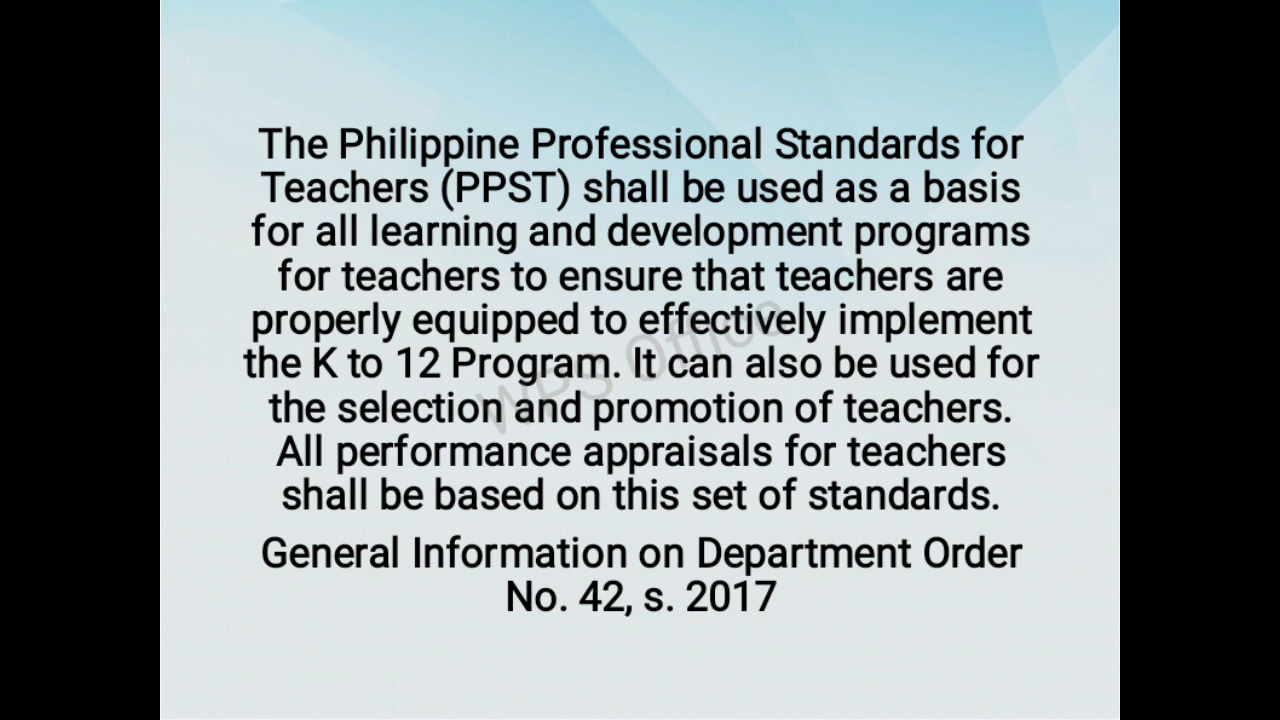 The Philippine Professional Standards for
Teachers (PPST) shall be used as a basis
for all learning and development programs
for teachers to ensure that teachers are
properly equipped to effectively implement
the K to 12 Program. It can also be used for
the selection and promotion of teachers.
All performance appraisals for teachers
shall be based on this set of standards.
General Information on Department Order
No. 42, s. 2017
WPS Office